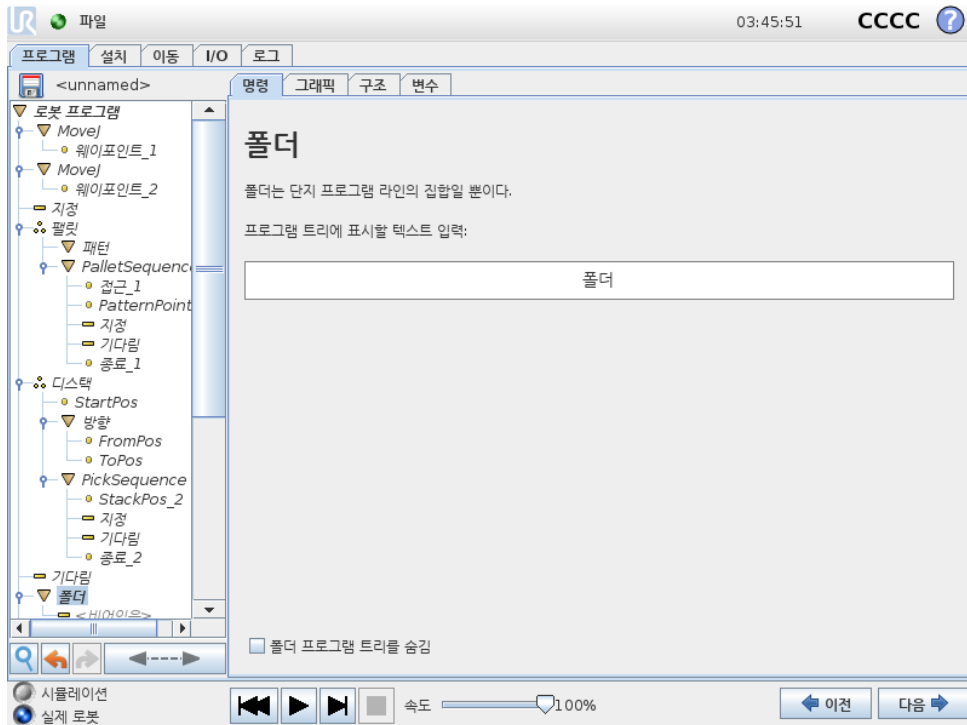 UR 파일 03:45:51 CCCC ?
프로그램 설치 이동 I/O 로그
<unnamed>
명령 그래픽 구조 변수
로봇 프로그램
MoveJ
웨이포인트_1
MoveJ
웨이포인트_2
지정
팔릿
패턴
PalletSequenc
접근_1
PatternPoint
지정
기다림
종료_1
디스택
StartPos
방향
FromPos
ToPos
PickSequence
StackPos_2
지정
기다림
종료_2
기다림
폴더
<비어있음>
폴더
폴더는 단지 프로그램 라인의 집합일 뿐이다.
프로그램 트리에 표시할 텍스트 입력:
폴더
폴더 프로그램 트리를 숨김
시뮬레이션
실제 로봇
속도 100%
이전 다음